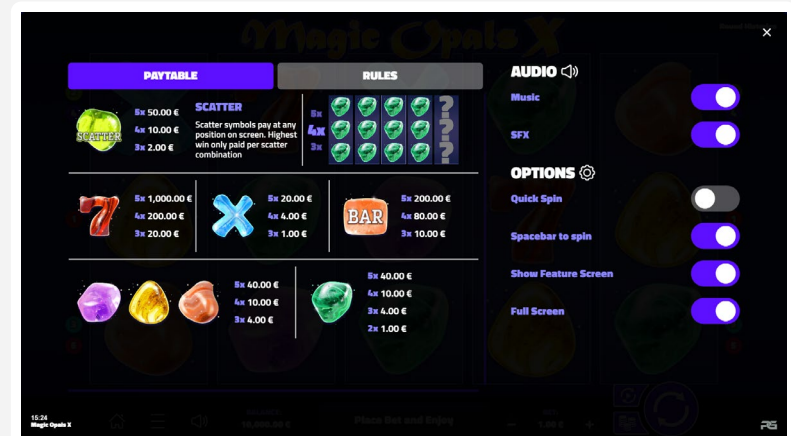 Magic Opals X
PAYTABLE
RULES
SCATTER
5x 50.00 €
4x 10.00 €
3x 2.00 €
SCATTER
Scatter symbols pay at any
position on screen. Highest
win only paid per scatter
combination
5x
4x
3x
?
?
?
7
5x 1,000.00 €
4x 200.00 €
3x 20.00 €
X
5x 20.00 €
4x 4.00 €
3x 1.00 €
BAR
5x 200.00 €
4x 80.00 €
3x 10.00 €
5x 40.00 €
4x 10.00 €
3x 4.00 €
5x 40.00 €
4x 10.00 €
3x 4.00 €
2x 1.00 €
AUDIO
Music
SFX
OPTIONS
Quick Spin
Spacebar to spin
Show Feature Screen
Full Screen
15:24
Magic Opals X
Place Bet and Enjoy
1.00 €